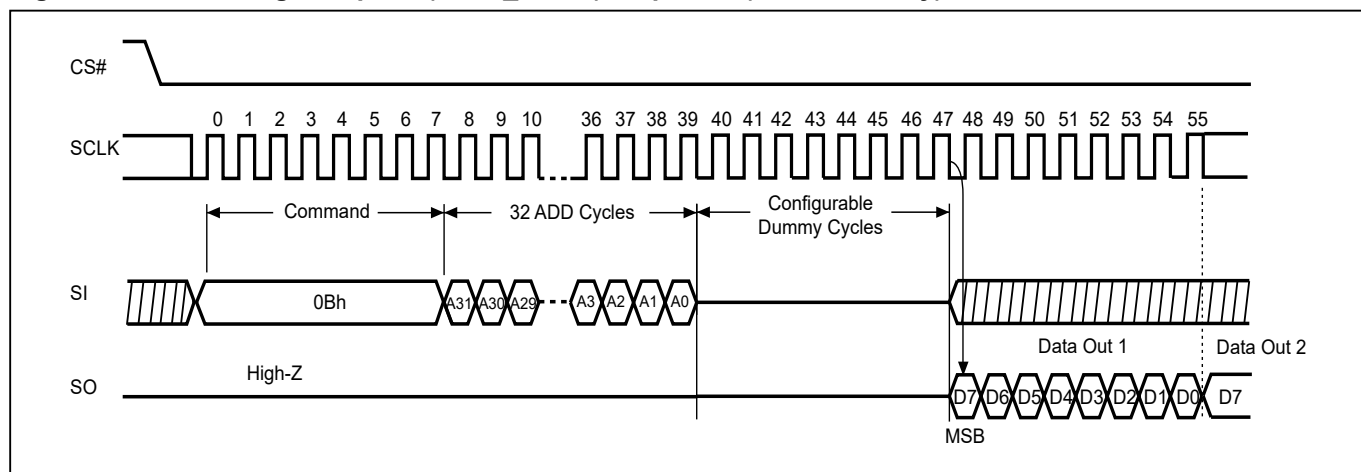 CS#
0 1 2 3 4 5 6 7 8 9 10 36 37 38 39 40 41 42 43 44 45 46 47 48 49 50 51 52 53 54 55
SCLK
Command 32 ADD Cycles Configurable
Dummy Cycles
SI 0Bh A31 A30 A29 A3 A2 A1 A0
Data Out 1 Data Out 2
High-Z
SO D7 D6 D5 D4 D3 D2 D1 D0 D7
MSB